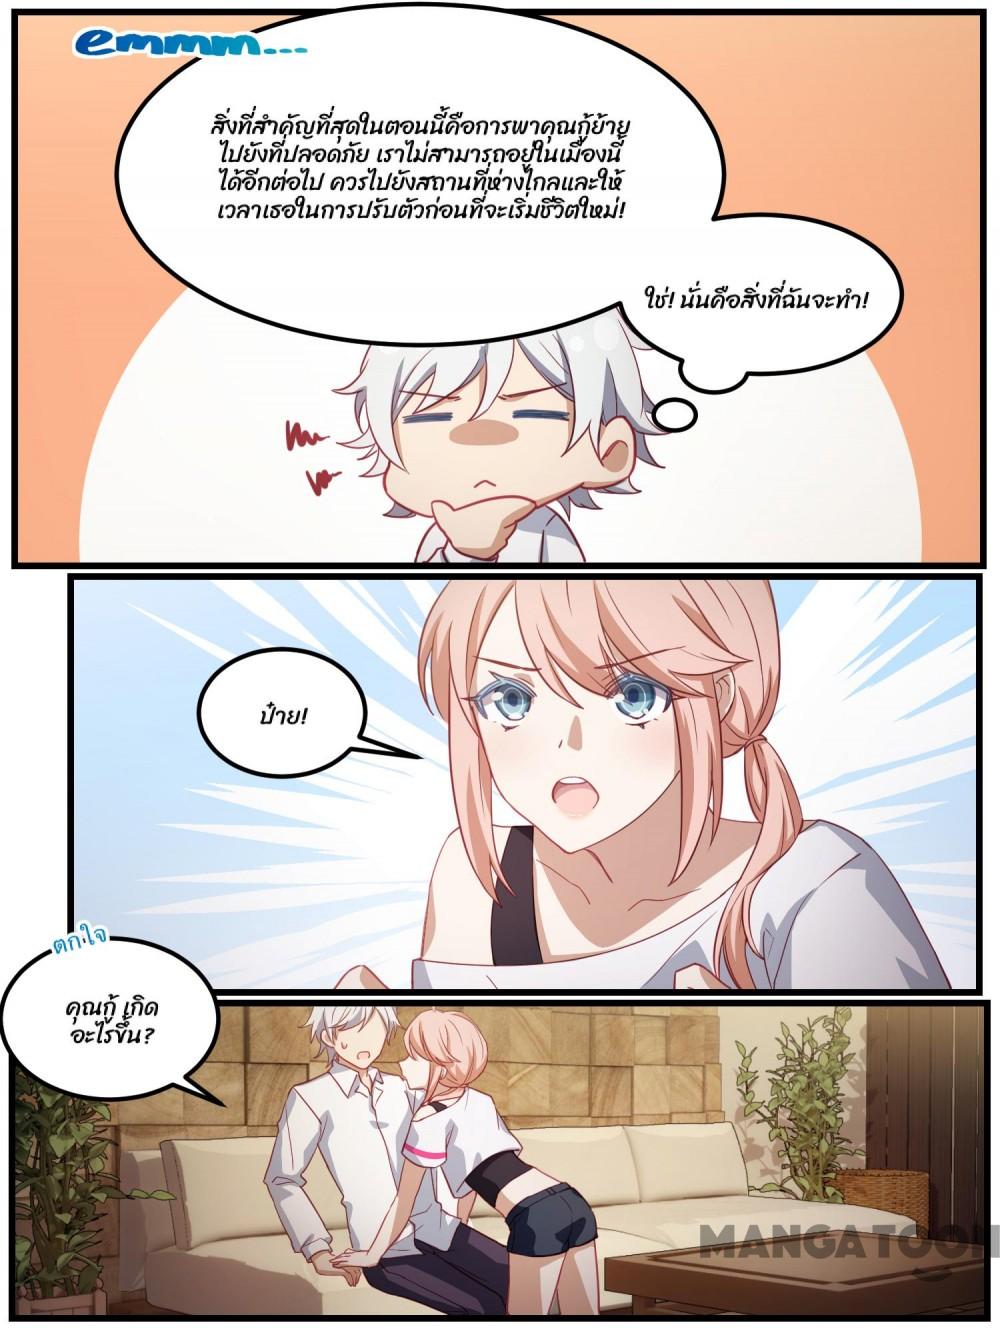 emmm...
สิ่งที่สำคัญที่สุดในตอนนี้คือการพาคุณกู้ย้าย
ไปยังที่ปลอดภัย เราไม่สามารถอยู่ในเมืองนี้
ได้อีกต่อไป ควรไปยังสถานที่ห่างไกลและให้
เวลาเธอในการปรับตัวก่อนที่จะเริ่มชีวิตใหม่!
ใช่! นั่นคือสิ่งที่ฉันจะทำ!
ป๋าย!
ตกใจ
คุณกู้ เกิด
อะไรขึ้น?
MANGATOON